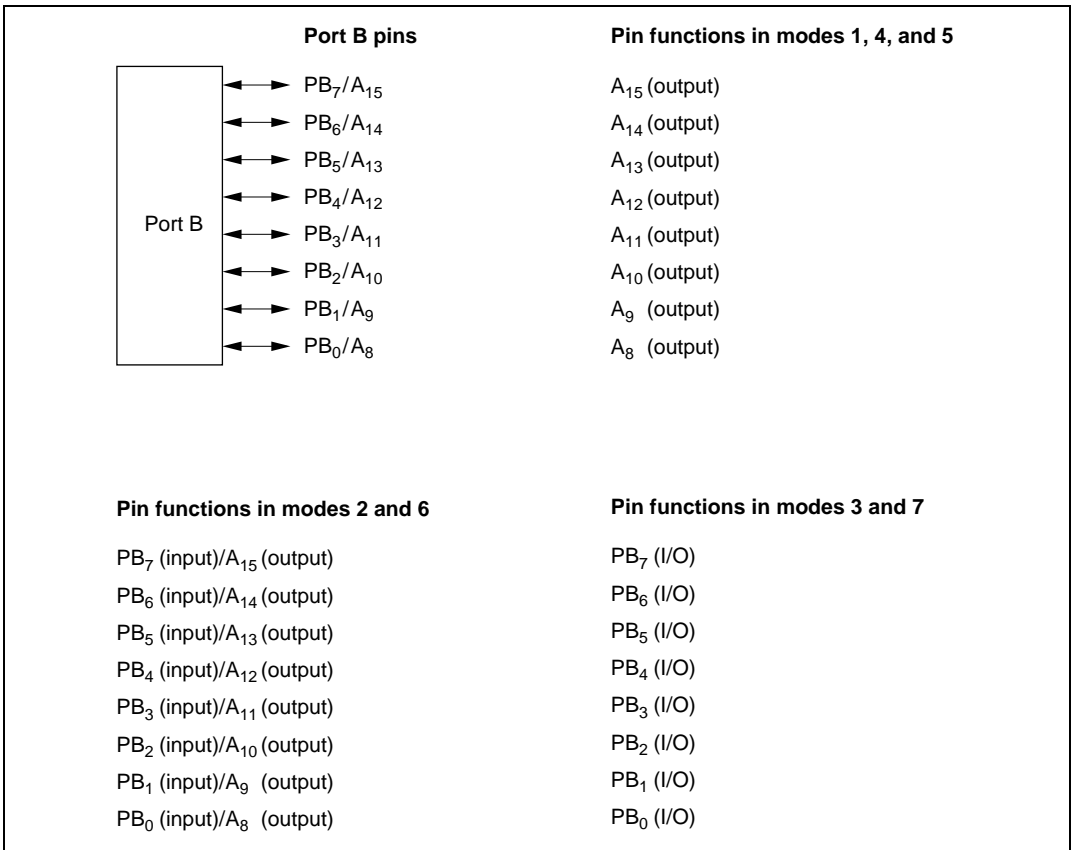 Port B pins
Pin functions in modes 1, 4, and 5
Port B
PB₇/A₁₅
A₁₅ (output)
PB₆/A₁₄
A₁₄ (output)
PB₅/A₁₃
A₁₃ (output)
PB₄/A₁₂
A₁₂ (output)
PB₃/A₁₁
A₁₁ (output)
PB₂/A₁₀
A₁₀ (output)
PB₁/A₉
A₉ (output)
PB₀/A₈
A₈ (output)
Pin functions in modes 2 and 6
PB₇ (input)/A₁₅ (output)
PB₆ (input)/A₁₄ (output)
PB₅ (input)/A₁₃ (output)
PB₄ (input)/A₁₂ (output)
PB₃ (input)/A₁₁ (output)
PB₂ (input)/A₁₀ (output)
PB₁ (input)/A₉ (output)
PB₀ (input)/A₈ (output)
Pin functions in modes 3 and 7
PB₇ (I/O)
PB₆ (I/O)
PB₅ (I/O)
PB₄ (I/O)
PB₃ (I/O)
PB₂ (I/O)
PB₁ (I/O)
PB₀ (I/O)